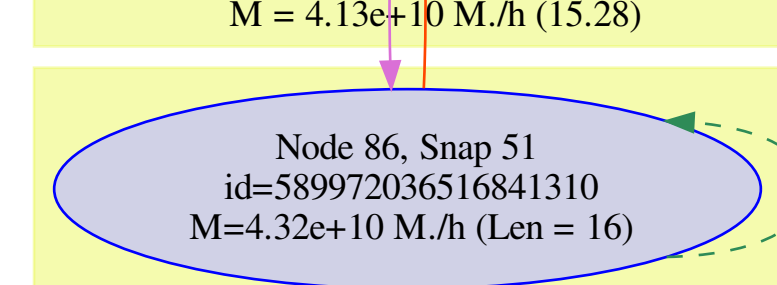 M = 4.13e+10 M./h (15.28)
Node 86, Snap 51
id=589972036516841310
M=4.32e+10 M./h (Len = 16)